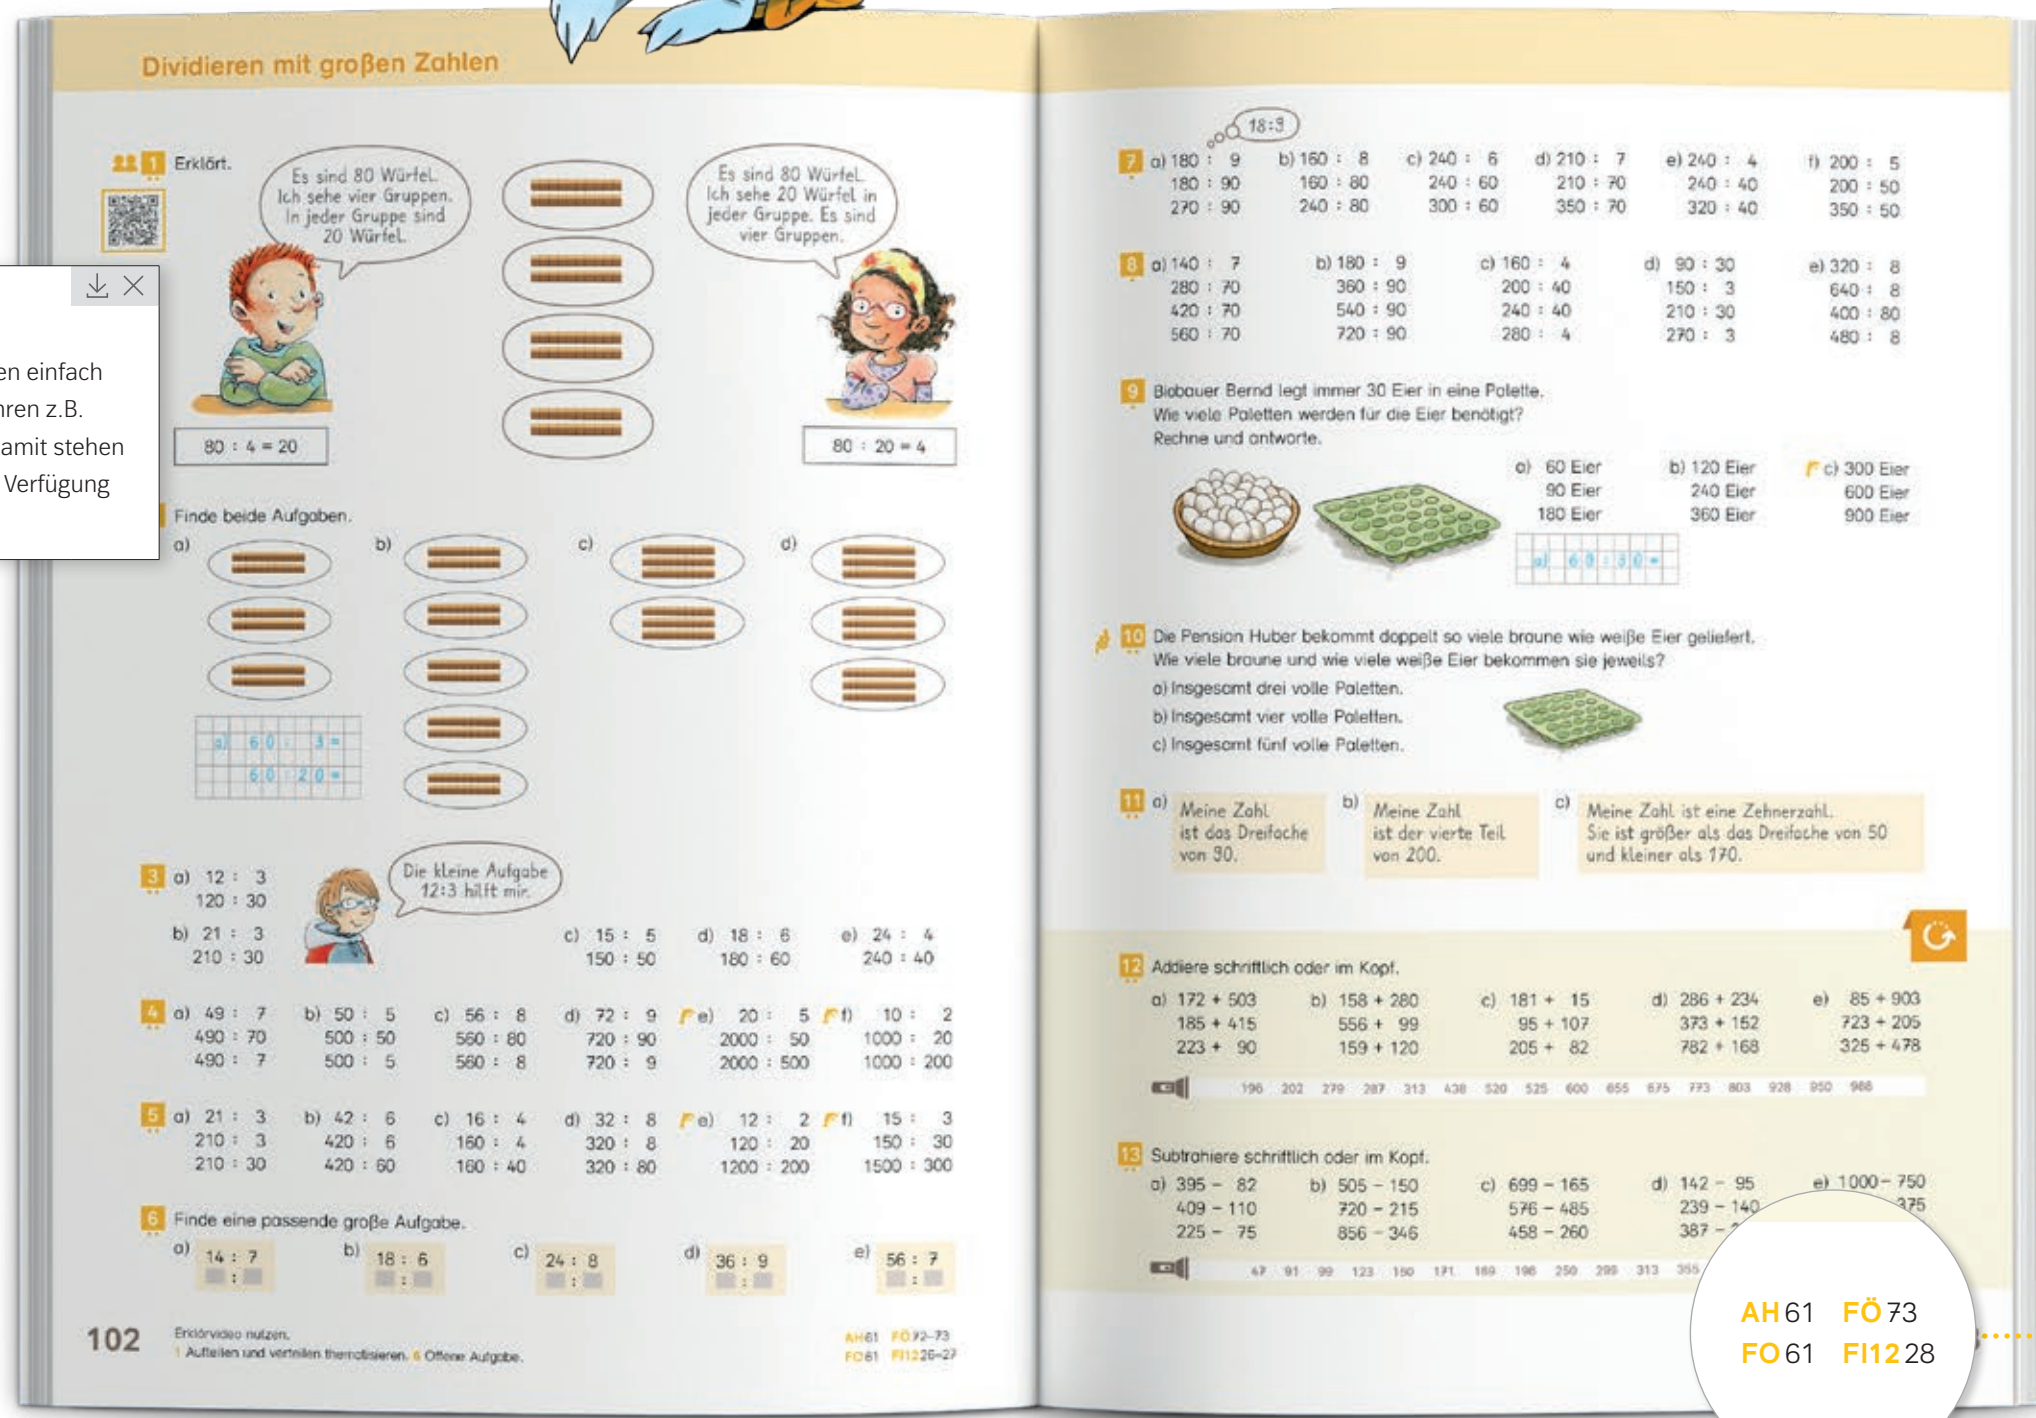 Dividieren mit großen Zahlen
1 Erklärt.
Es sind 80 Würfel.
Ich sehe vier Gruppen.
In jeder Gruppe sind
20 Würfel.
Es sind 80 Würfel.
Ich sehe 20 Würfel in
jeder Gruppe. Es sind
vier Gruppen.
80 : 4 = 20
80 : 20 = 4
en einfach
hren z.B.
amit stehen
Verfügung
Finde beide Aufgaben.
a) b) c) d)
a) 60 : 3 =
60 : 20 =
Die kleine Aufgabe
12:3 hilft mir.
3 a) 12 : 3
120 : 30
b) 21 : 3
210 : 30
c) 15 : 5
150 : 50
d) 18 : 6
180 : 60
e) 24 : 4
240 : 40
4 a) 49 : 7 b) 50 : 5 c) 56 : 8 d) 72 : 9 e) 20 : 5 f) 10 : 2
490 : 70 500 : 50 560 : 80 720 : 90 2000 : 50 1000 : 20
490 : 7 500 : 5 560 : 8 720 : 9 2000 : 500 1000 : 200
5 a) 21 : 3 b) 42 : 6 c) 16 : 4 d) 32 : 8 e) 12 : 2 f) 15 : 3
210 : 3 420 : 6 160 : 4 320 : 8 120 : 20 150 : 30
210 : 30 420 : 60 160 : 40 320 : 80 1200 : 200 1500 : 300
6 Finde eine passende große Aufgabe.
a) 14 : 7 b) 18 : 6 c) 24 : 8 d) 36 : 9 e) 56 : 7
: : : : :
102
Erklärvideo nutzen.
1 Aufteilen und verteilen thematisieren. 6 Offene Aufgabe.
AH61 FÖ72–73
FO61 FI1226–27
18:9
7 a) 180 : 9 b) 160 : 8 c) 240 : 6 d) 210 : 7 e) 240 : 4 f) 200 : 5
180 : 90 160 : 80 240 : 60 210 : 70 240 : 40 200 : 50
270 : 90 240 : 80 300 : 60 350 : 70 320 : 40 350 : 50
8 a) 140 : 7 b) 180 : 9 c) 160 : 4 d) 90 : 30 e) 320 : 8
280 : 70 360 : 90 200 : 40 150 : 3 640 : 8
420 : 70 540 : 90 240 : 40 210 : 30 400 : 80
560 : 70 720 : 90 280 : 4 270 : 3 480 : 8
9 Biobauer Bernd legt immer 30 Eier in eine Palette.
Wie viele Paletten werden für die Eier benötigt?
Rechne und antworte.
a) 60 Eier b) 120 Eier c) 300 Eier
90 Eier 240 Eier 600 Eier
180 Eier 360 Eier 900 Eier
a) 60 : 30 =
10 Die Pension Huber bekommt doppelt so viele braune wie weiße Eier geliefert.
Wie viele braune und wie viele weiße Eier bekommen sie jeweils?
a) Insgesamt drei volle Paletten.
b) Insgesamt vier volle Paletten.
c) Insgesamt fünf volle Paletten.
11 a) Meine Zahl
ist das Dreifache
von 90.
b) Meine Zahl
ist der vierte Teil
von 200.
c) Meine Zahl ist eine Zehnerzahl.
Sie ist größer als das Dreifache von 50
und kleiner als 170.
12 Addiere schriftlich oder im Kopf.
a) 172 + 503 b) 158 + 280 c) 181 + 15 d) 286 + 234 e) 85 + 903
185 + 415 556 + 99 95 + 107 373 + 152 723 + 205
223 + 90 159 + 120 205 + 82 782 + 168 325 + 478
196 202 279 287 313 438 520 525 600 655 675 773 803 928 950 988
13 Subtrahiere schriftlich oder im Kopf.
a) 395 − 82 b) 505 − 150 c) 699 − 165 d) 142 − 95 e) 1000 − 750
409 − 110 720 − 215 576 − 485 239 − 140 375
225 − 75 856 − 346 458 − 260 387 −
47 91 99 123 150 171 189 198 250 299 313 355
AH61 FÖ73
FO61 FI1228